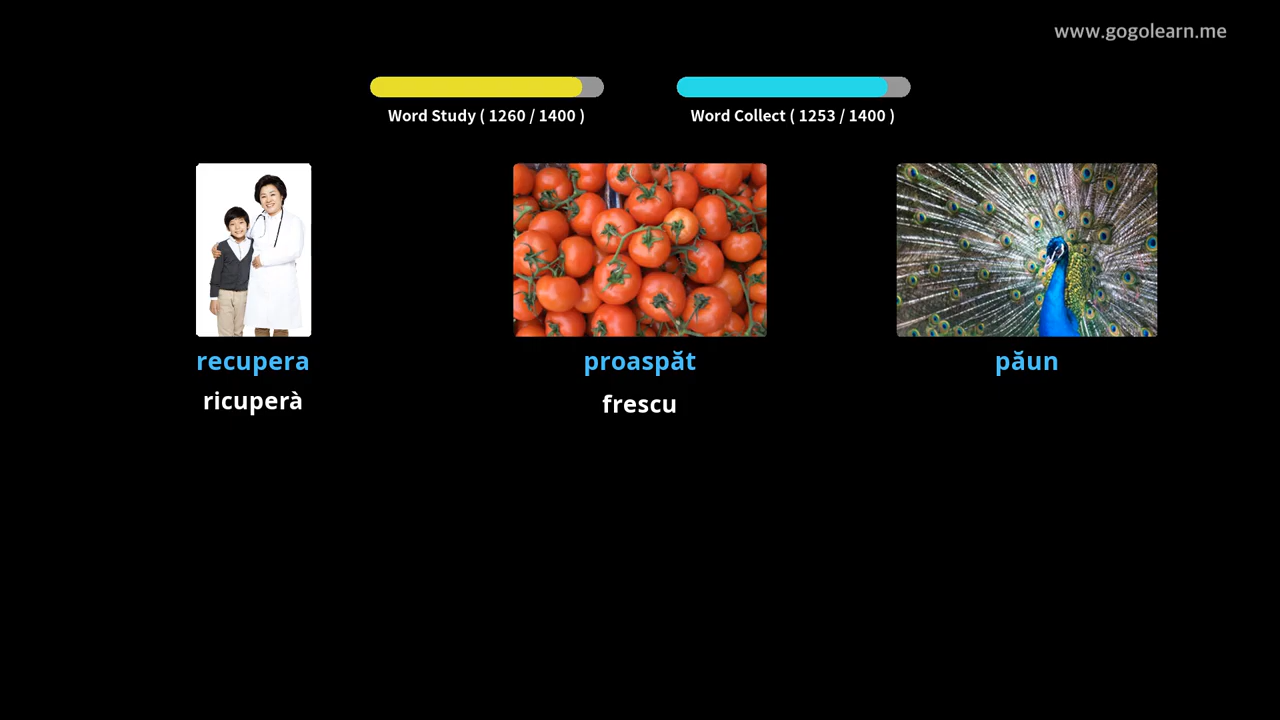 www.gogolearn.me
Word Study ( 1260 / 1400 )
Word Collect ( 1253 / 1400 )
recupera
proaspăt
păun
ricuperà
frescu